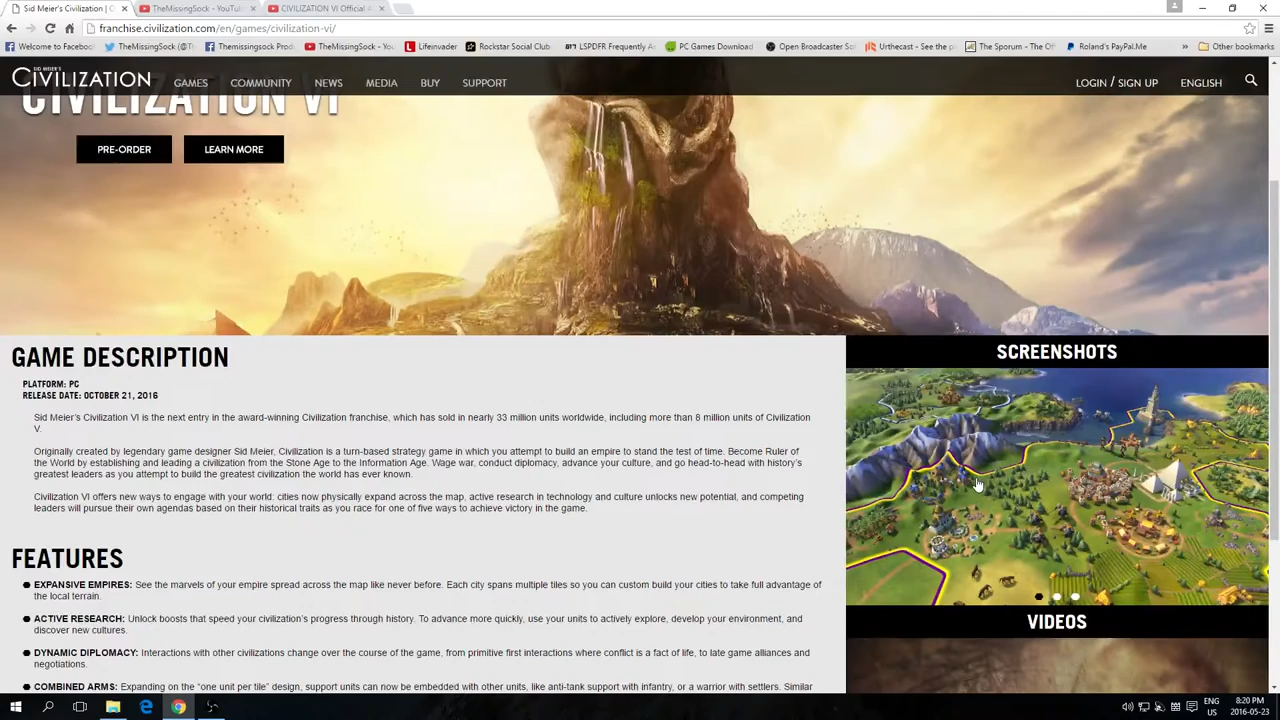 Sid Meier's Civilization | C
TheMissingSock - YouTub
CIVILIZATION VI Official A
franchise.civilization.com/en/games/civilization-vi/
Welcome to Facebool
TheMissingSock (@Th
Themissingsock Prod
TheMissingSock - You
Lifeinvader
Rockstar Social Club
LSPDFR Frequently A
PC Games Download
Open Broadcaster So
Urthecast - See the p
The Sporum - The Off
Roland's PayPal.Me
»
Other bookmarks
SID MEIER'S
CIVILIZATION
GAMES
COMMUNITY
NEWS
MEDIA
BUY
SUPPORT
LOGIN / SIGN UP
ENGLISH
CIVILIZATION VI
PRE-ORDER
LEARN MORE
GAME DESCRIPTION
PLATFORM: PC
RELEASE DATE: OCTOBER 21, 2016
Sid Meier's Civilization VI is the next entry in the award-winning Civilization franchise, which has sold in nearly 33 million units worldwide, including more than 8 million units of Civilization
V.
Originally created by legendary game designer Sid Meier, Civilization is a turn-based strategy game in which you attempt to build an empire to stand the test of time. Become Ruler of
the World by establishing and leading a civilization from the Stone Age to the Information Age. Wage war, conduct diplomacy, advance your culture, and go head-to-head with history's
greatest leaders as you attempt to build the greatest civilization the world has ever known.
Civilization VI offers new ways to engage with your world: cities now physically expand across the map, active research in technology and culture unlocks new potential, and competing
leaders will pursue their own agendas based on their historical traits as you race for one of five ways to achieve victory in the game.
FEATURES
EXPANSIVE EMPIRES: See the marvels of your empire spread across the map like never before. Each city spans multiple tiles so you can custom build your cities to take full advantage of
the local terrain.
ACTIVE RESEARCH: Unlock boosts that speed your civilization's progress through history. To advance more quickly, use your units to actively explore, develop your environment, and
discover new cultures.
DYNAMIC DIPLOMACY: Interactions with other civilizations change over the course of the game, from primitive first interactions where conflict is a fact of life, to late game alliances and
negotiations.
COMBINED ARMS: Expanding on the "one unit per tile" design, support units can now be embedded with other units, like anti-tank support with infantry, or a warrior with settlers. Similar
SCREENSHOTS
VIDEOS
ENG
US
8:20 PM
2016-05-23